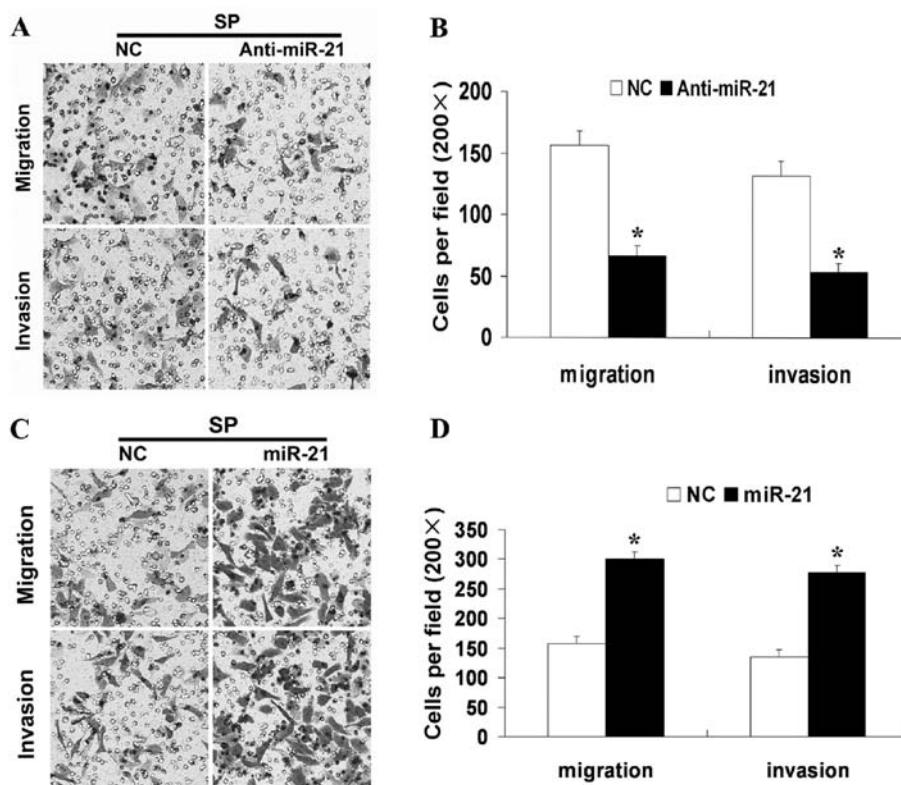 A
SP
NC Anti-miR-21
Migration
Invasion
B
NC Anti-miR-21
Cells per field (200×)
200
150
100
50
0
* *
migration invasion
C
SP
NC miR-21
Migration
Invasion
D
NC miR-21
Cells per field (200×)
350
300
250
200
150
100
50
0
* *
migration invasion